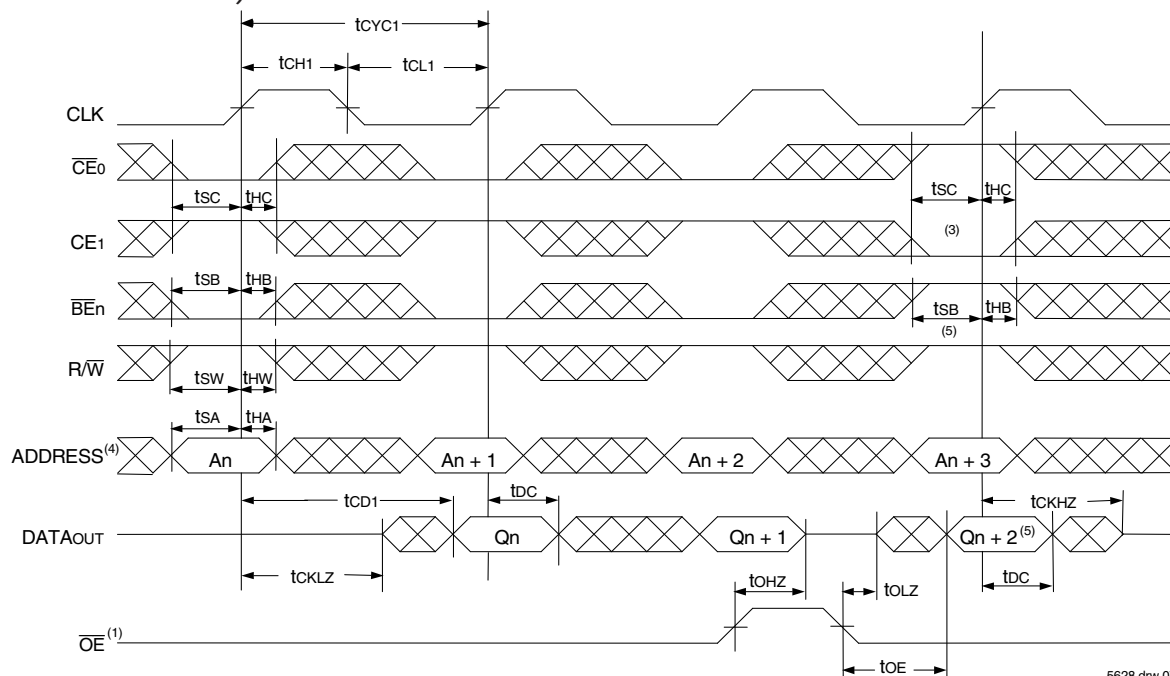 )
tCYC1
tCH1 tCL1
CLK
CE0
tSC tHC tSC tHC
CE1 (3)
tSB tHB
BEn tSB tHB
(5)
R/W
tSW tHW
tSA tHA
ADDRESS(4) An An + 1 An + 2 An + 3
tCD1 tDC tCKHZ
DATAOUT Qn Qn + 1 Qn + 2(5)
tCKLZ tOHZ tOLZ tDC
OE(1)
tOE